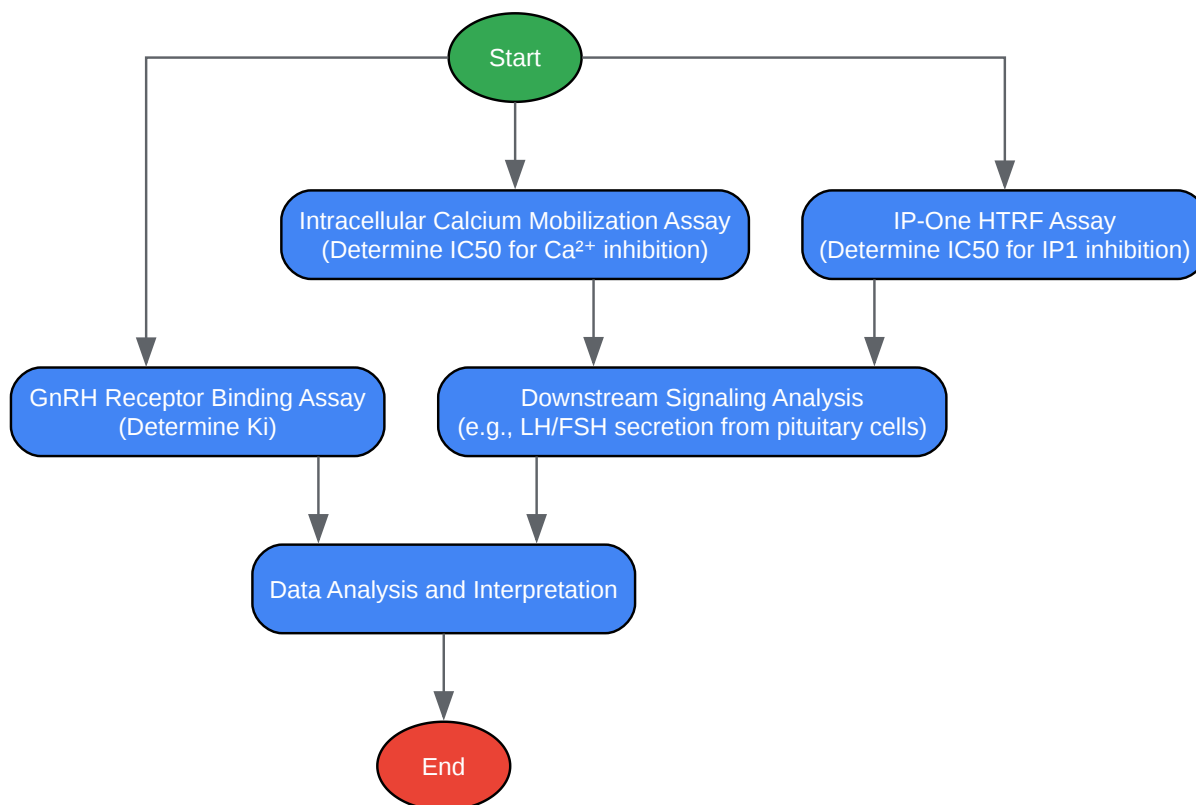 Start
Intracellular Calcium Mobilization Assay
(Determine IC50 for Ca²⁺ inhibition)
IP-One HTRF Assay
(Determine IC50 for IP1 inhibition)
GnRH Receptor Binding Assay
(Determine Ki)
Downstream Signaling Analysis
(e.g., LH/FSH secretion from pituitary cells)
Data Analysis and Interpretation
End